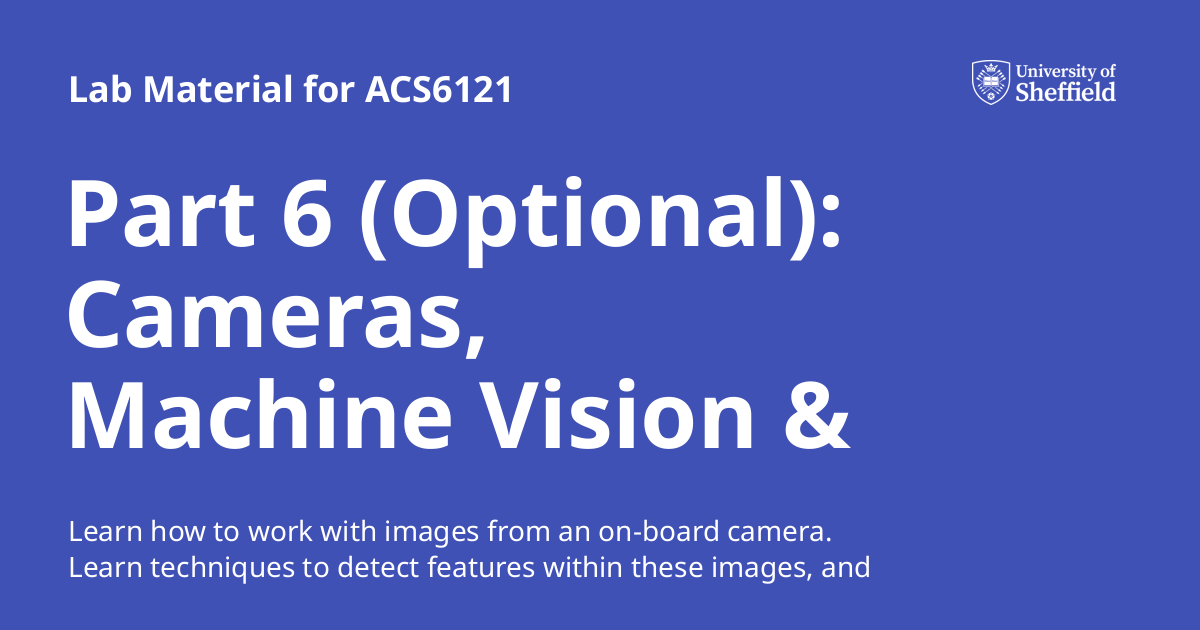 Lab Material for ACS6121
University of
Sheffield
Part 6 (Optional):
Cameras,
Machine Vision &
Learn how to work with images from an on-board camera.
Learn techniques to detect features within these images, and